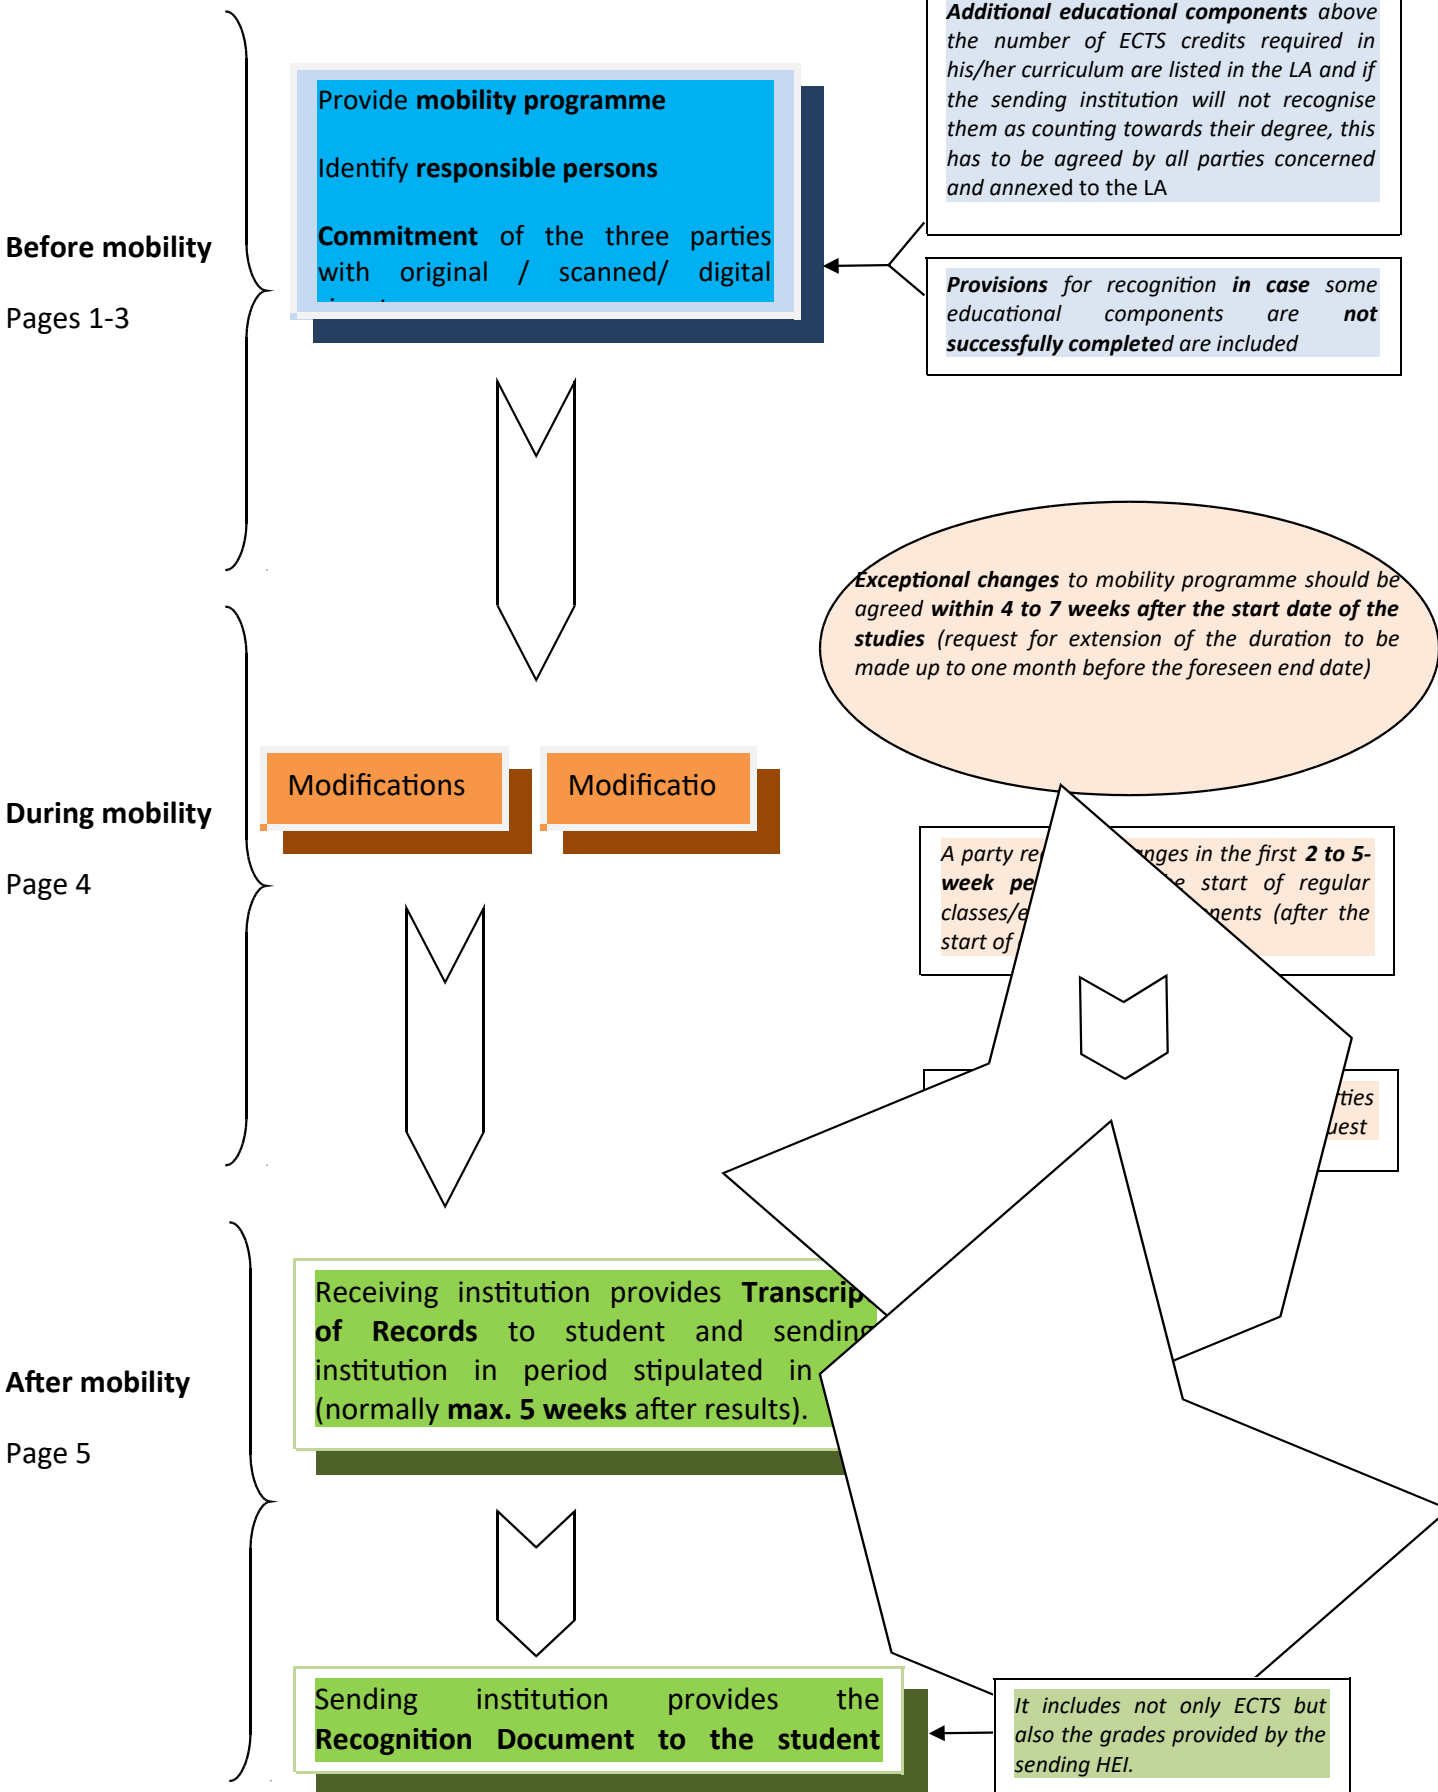 Before mobility
Pages 1-3
Provide mobility programme
Identify responsible persons
Commitment of the three parties
with original / scanned/ digital
Additional educational components above
the number of ECTS credits required in
his/her curriculum are listed in the LA and if
the sending institution will not recognise
them as counting towards their degree, this
has to be agreed by all parties concerned
and annexed to the LA
Provisions for recognition in case some
educational components are not
successfully completed are included
During mobility
Page 4
Modifications
Modificatio
Exceptional changes to mobility programme should be
agreed within 4 to 7 weeks after the start date of the
studies (request for extension of the duration to be
made up to one month before the foreseen end date)
A party in the first 2 to 5-
week start of regular
(after the
start of
After mobility
Page 5
Receiving institution provides Transcrip
of Records to student and sending
institution in period stipulated in
(normally max. 5 weeks after results).
Sending institution provides the
Recognition Document to the student
It includes not only ECTS but
also the grades provided by the
sending HEI.